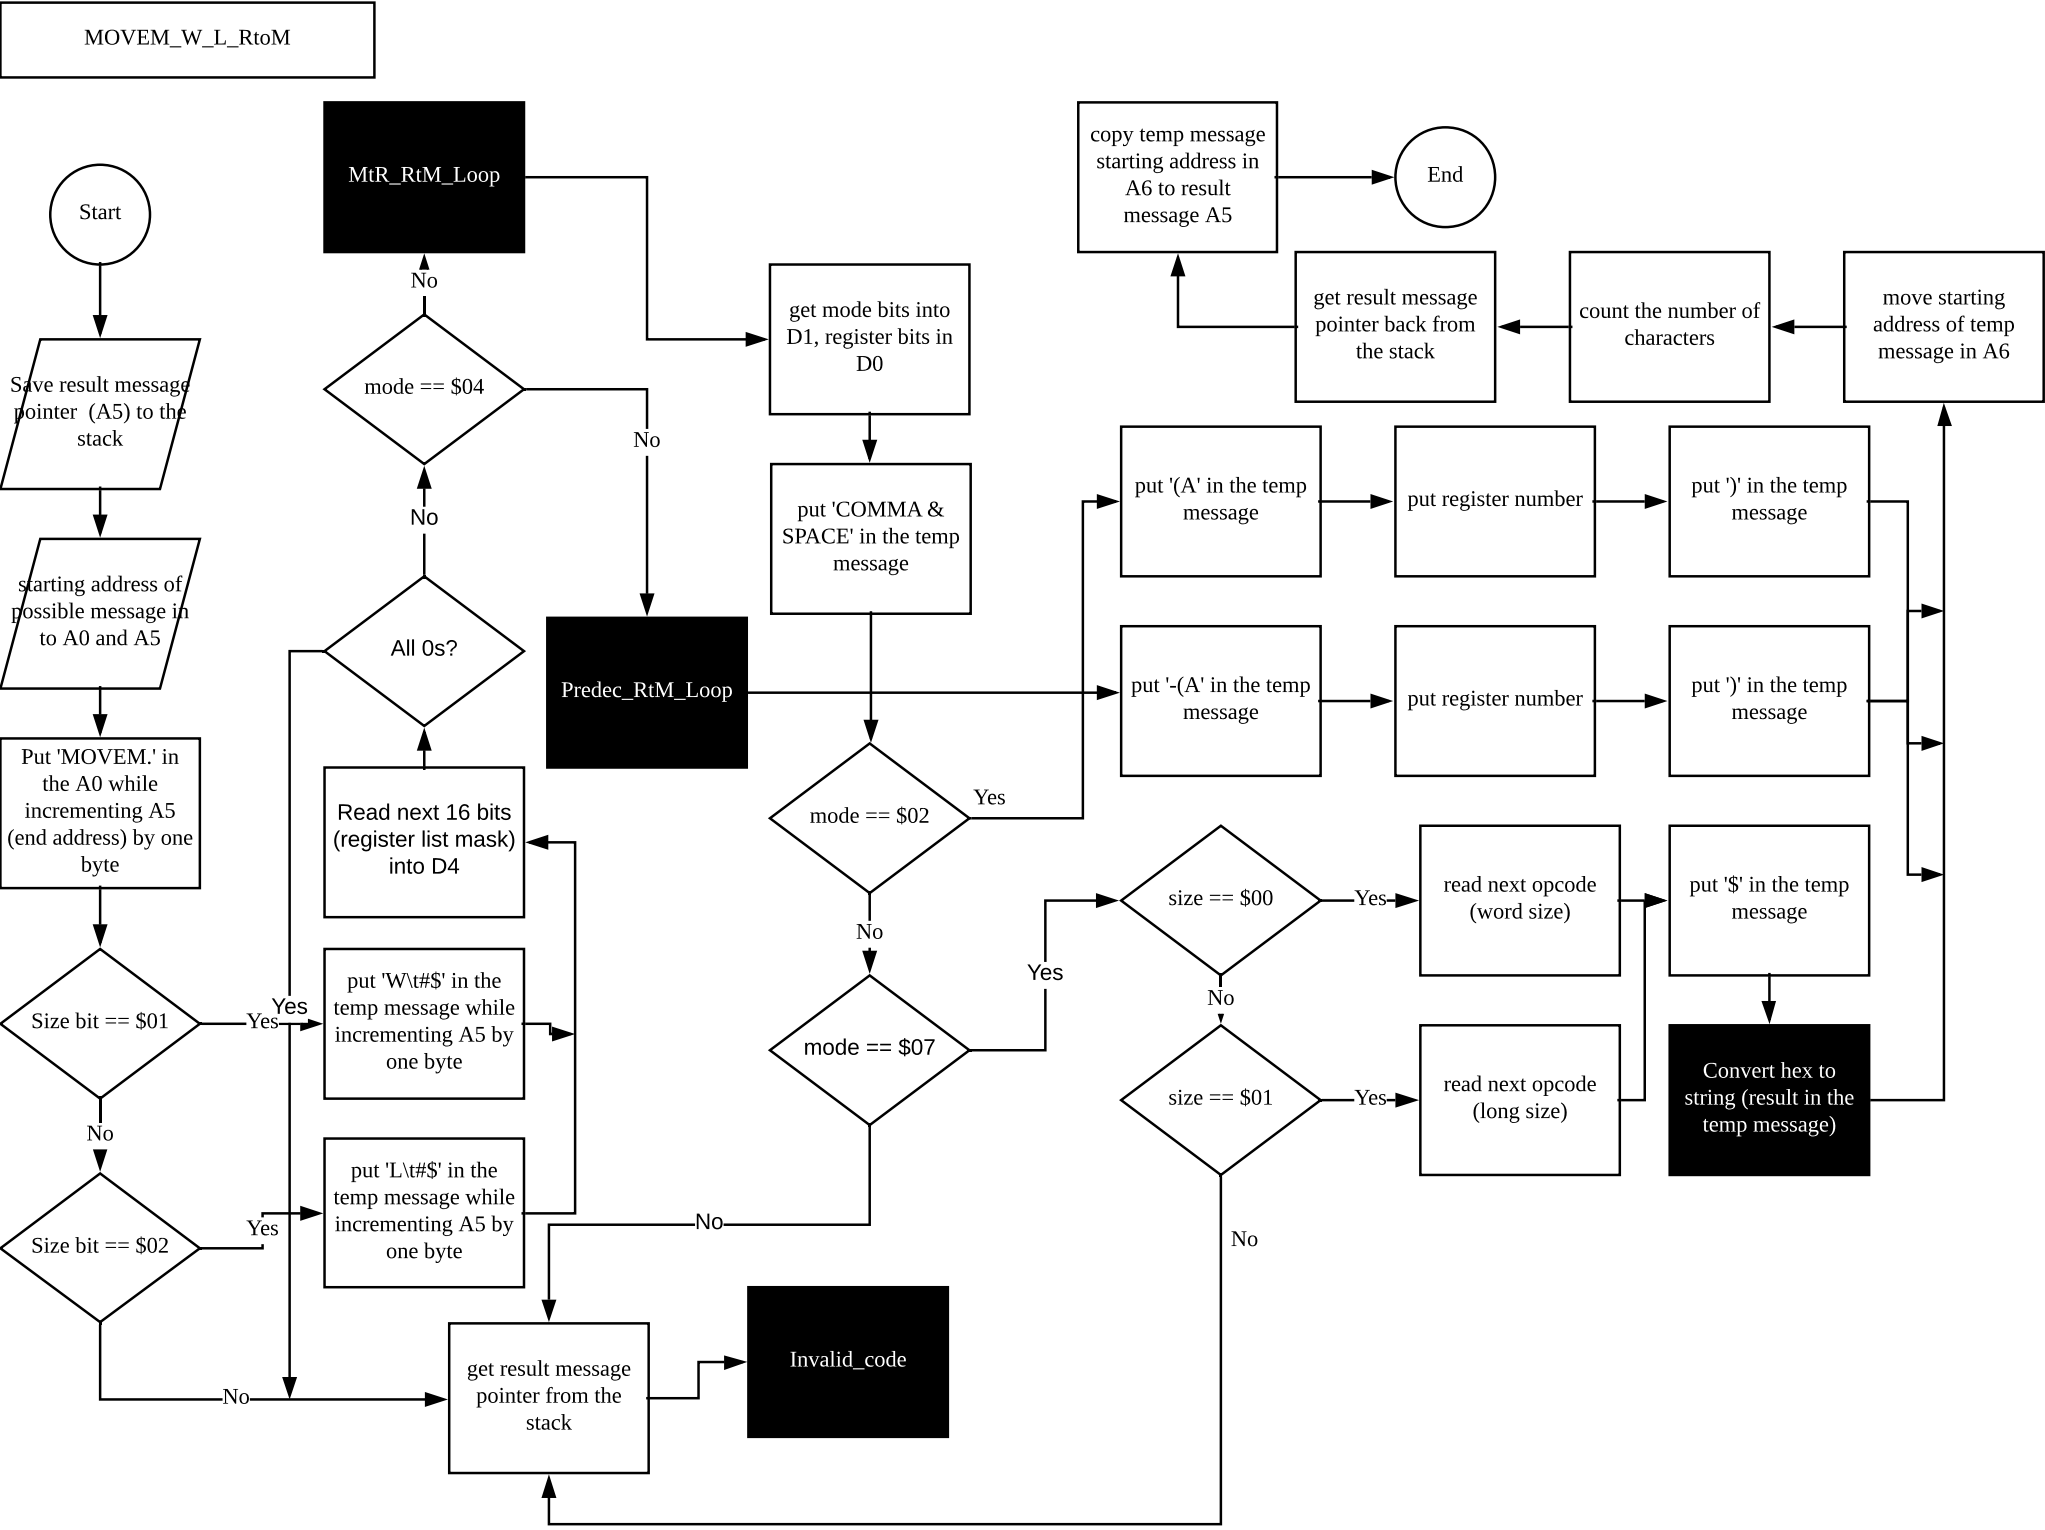 MOVEM_W_L_RtoM
Start
Save result message
pointer  (A5) to the
stack
starting address of
possible message in
to A0 and A5
Put 'MOVEM.' in
the A0 while
incrementing A5
(end address) by one
byte
Size bit == $01
Yes
No
Size bit == $02
Yes
No
put 'W\t#$' in the
temp message while
incrementing A5 by
one byte
put 'L\t#$' in the
temp message while
incrementing A5 by
one byte
Read next 16 bits
(register list mask)
into D4
All 0s?
Yes
No
mode == $04
No
No
MtR_RtM_Loop
Predec_RtM_Loop
get mode bits into
D1, register bits in
D0
put 'COMMA &
SPACE' in the temp
message
mode == $02
Yes
No
mode == $07
Yes
No
get result message
pointer from the
stack
Invalid_code
put '(A' in the temp
message
put register number
put ')' in the temp
message
put '-(A' in the temp
message
put register number
put ')' in the temp
message
size == $00
Yes
No
read next opcode
(word size)
put '$' in the temp
message
size == $01
Yes
No
read next opcode
(long size)
Convert hex to
string (result in the
temp message)
move starting
address of temp
message in A6
count the number of
characters
get result message
pointer back from
the stack
copy temp message
starting address in
A6 to result
message A5
End